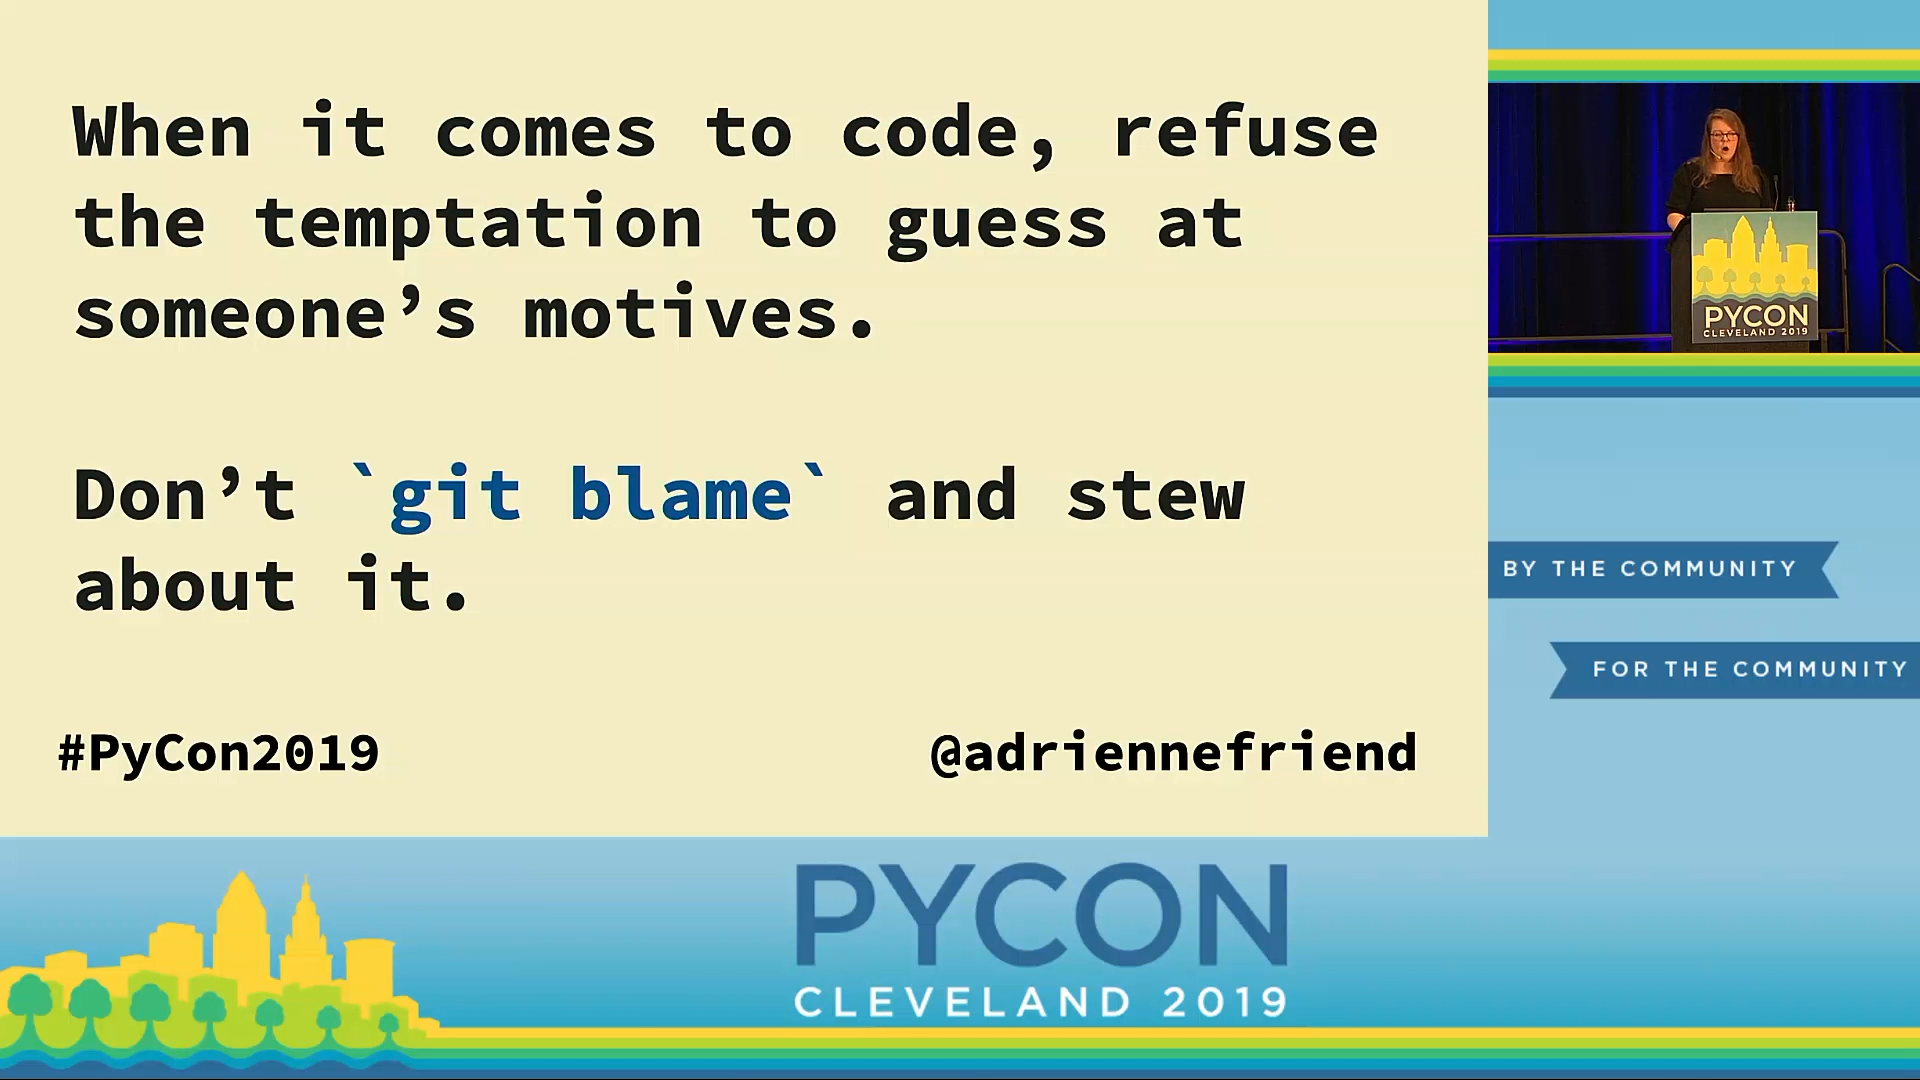 When it comes to code, refuse
the temptation to guess at
someone’s motives.
Don’t `git blame` and stew
about it.
#PyCon2019
@adriennefriend
PYCON
CLEVELAND 2019
BY THE COMMUNITY
FOR THE COMMUNITY
PYCON
CLEVELAND 2019